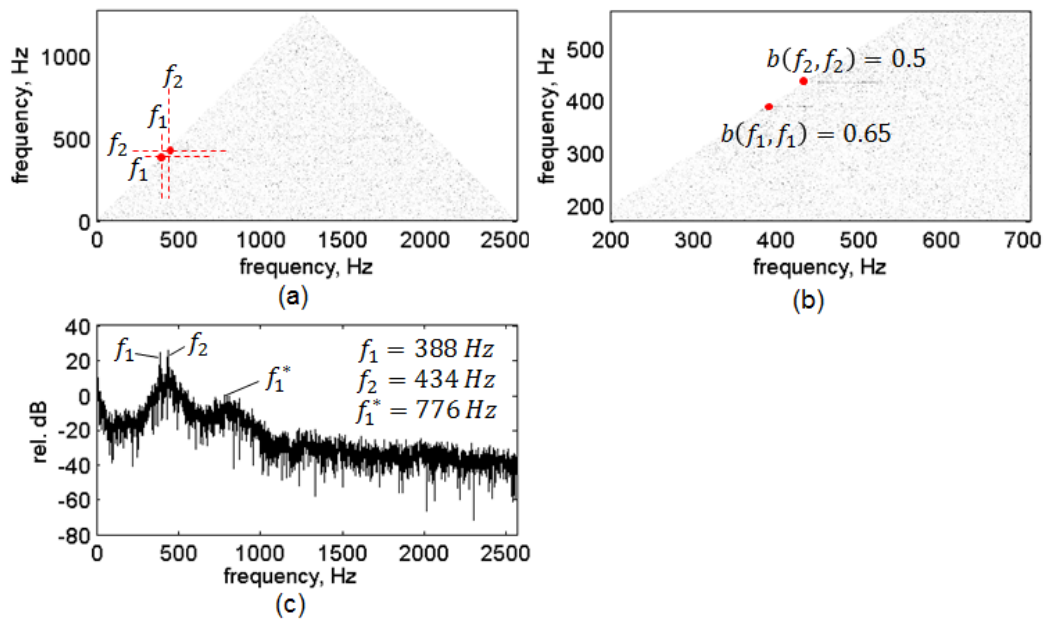 1000
500
0
frequency, Hz
f₂
f₁
f₂
f₁
0 500 1000 1500 2000 2500
frequency, Hz
(a)
500
400
300
200
frequency, Hz
b(f₂, f₂) = 0.5
b(f₁, f₁) = 0.65
200 300 400 500 600 700
frequency, Hz
(b)
40
20
0
-20
-40
-60
-80
rel. dB
f₁
f₂
f₁*
f₁ = 388 Hz
f₂ = 434 Hz
f₁* = 776 Hz
0 500 1000 1500 2000 2500
frequency, Hz
(c)